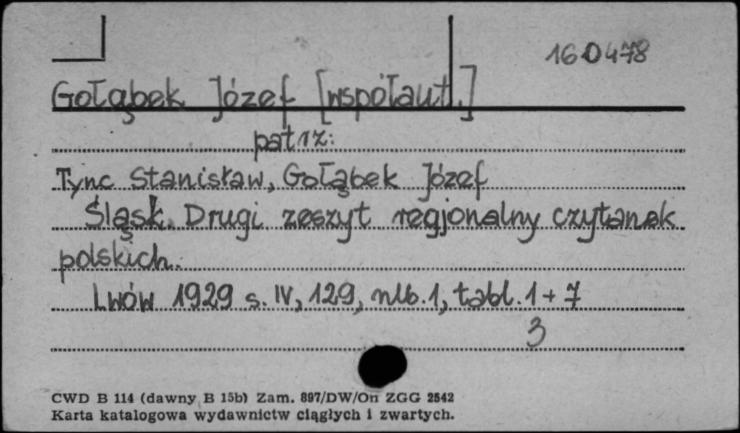 160478
Gołąbek Józef [współaut.]
patrz:
Tync Stanisław, Gołąbek Józef
Śląsk. Drugi zeszyt regjonalny czytanek
polskich.
Lwów 1929 s. IV, 129, nlb. 1, tabl. 1 + 7
3
CWD B 114 (dawny B 15b) Zam. 897/DW/On ZGG 2542
Karta katalogowa wydawnictw ciągłych i zwartych.